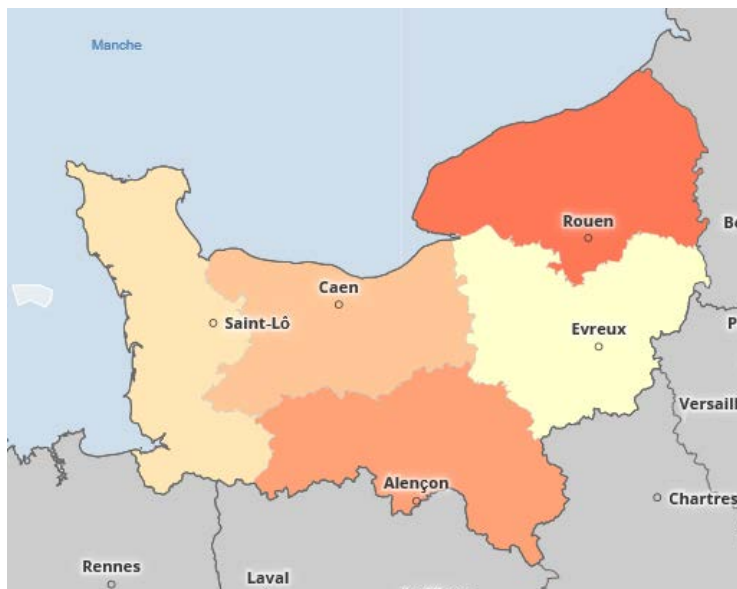 Manche
Rouen
Caen
Saint-Lô
Evreux
Versaill
Alençon
Chartres
Rennes
Laval